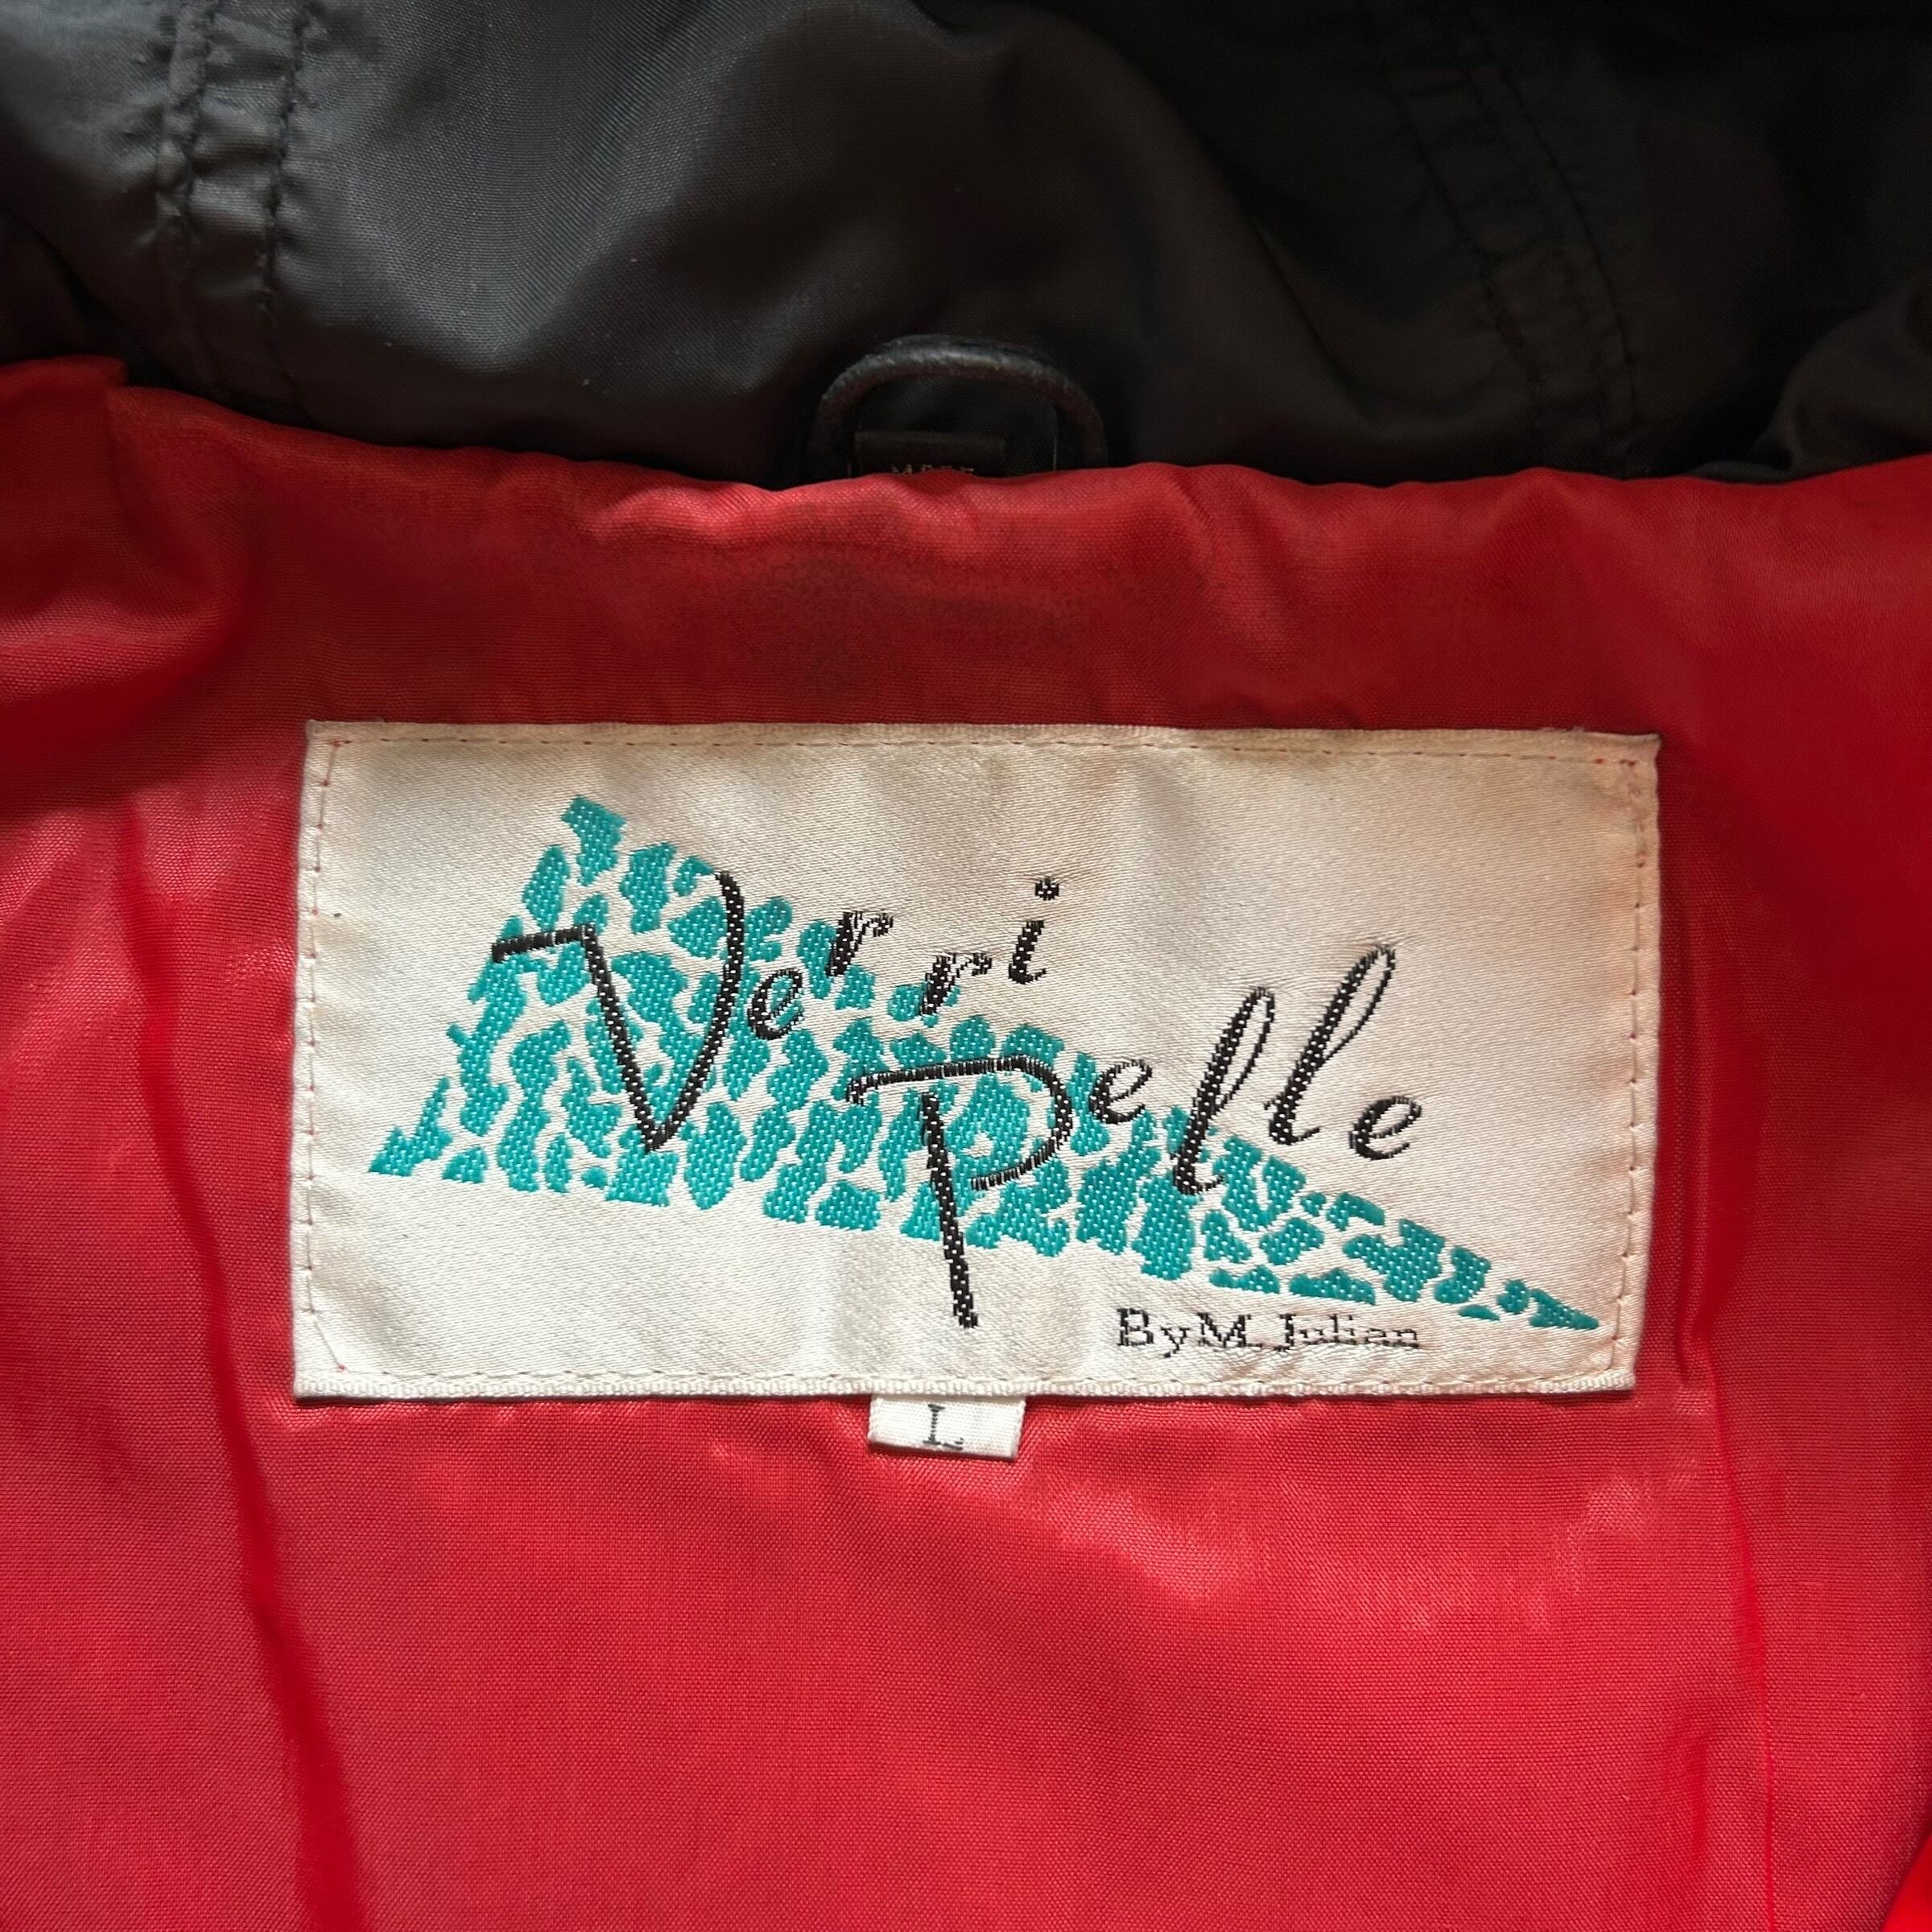 Verri
Pelle
By M. Julian
L